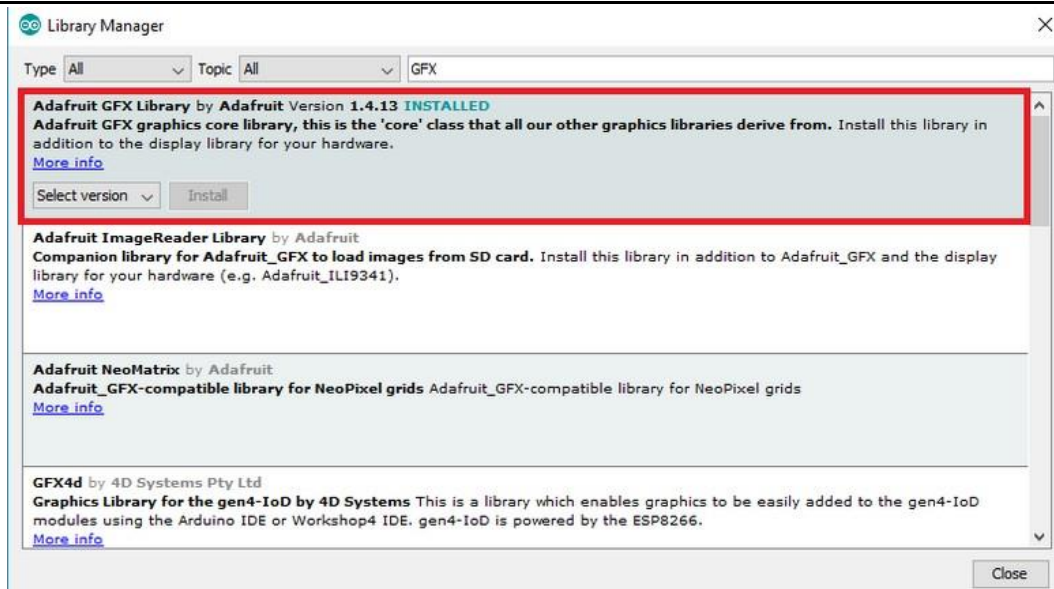 Library Manager
Type All Topic All GFX
Adafruit GFX Library by Adafruit Version 1.4.13 INSTALLED
Adafruit GFX graphics core library, this is the 'core' class that all our other graphics libraries derive from. Install this library in
addition to the display library for your hardware.
More info
Select version Install
Adafruit ImageReader Library by Adafruit
Companion library for Adafruit_GFX to load images from SD card. Install this library in addition to Adafruit_GFX and the display
library for your hardware (e.g. Adafruit_ILI9341).
More info
Adafruit NeoMatrix by Adafruit
Adafruit_GFX-compatible library for NeoPixel grids Adafruit_GFX-compatible library for NeoPixel grids
More info
GFX4d by 4D Systems Pty Ltd
Graphics Library for the gen4-IoD by 4D Systems This is a library which enables graphics to be easily added to the gen4-IoD
modules using the Arduino IDE or Workshop4 IDE. gen4-IoD is powered by the ESP8266.
More info
Close